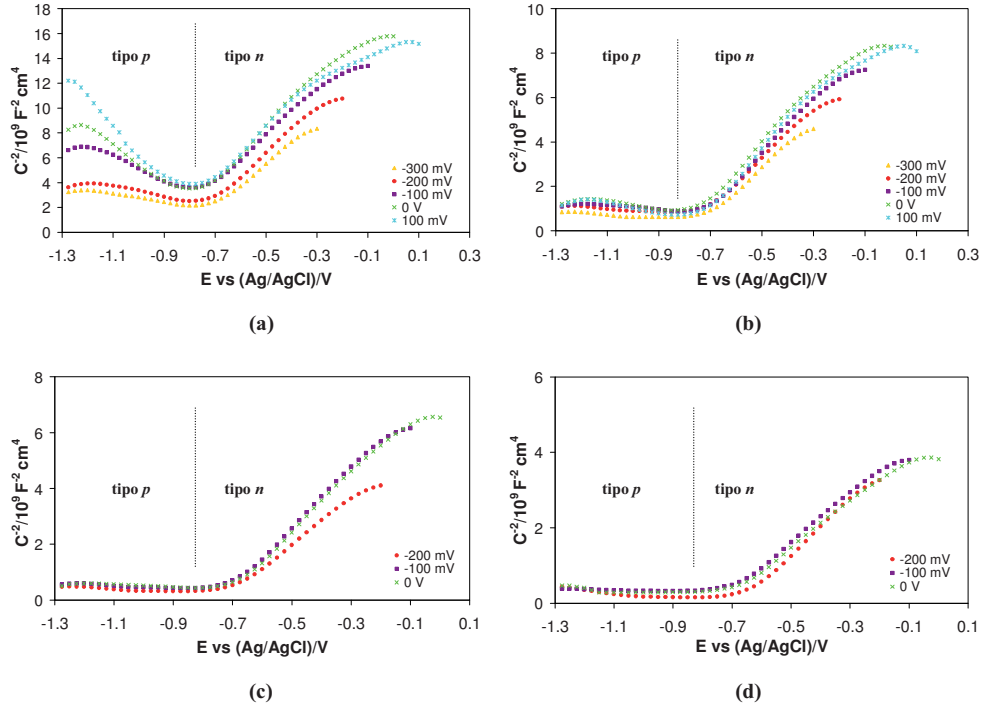 18
16
14
12
10
8
6
4
2
0
C⁻²/10⁹ F⁻² cm⁴
tipo p
tipo n
-300 mV
-200 mV
-100 mV
0 V
100 mV
-1.3 -1.1 -0.9 -0.7 -0.5 -0.3 -0.1 0.1
E vs (Ag/AgCl)/V
(a)
10
8
6
4
2
0
C⁻²/10⁹ F⁻² cm⁴
tipo p
tipo n
-300 mV
-200 mV
-100 mV
0 V
100 mV
-1.3 -1.1 -0.9 -0.7 -0.5 -0.3 -0.1 0.1 0.3
E vs (Ag/AgCl)/V
(b)
8
6
4
2
0
C⁻²/10⁹ F⁻² cm⁴
tipo p
tipo n
-200 mV
-100 mV
0 V
-1.3 -1.1 -0.9 -0.7 -0.5 -0.3 -0.1 0.1
E vs (Ag/AgCl)/V
(c)
6
4
2
0
C⁻²/10⁹ F⁻² cm⁴
tipo p
tipo n
-200 mV
-100 mV
0 V
-1.3 -1.1 -0.9 -0.7 -0.5 -0.3 -0.1 0.1
E vs (Ag/AgCl)/V
(d)